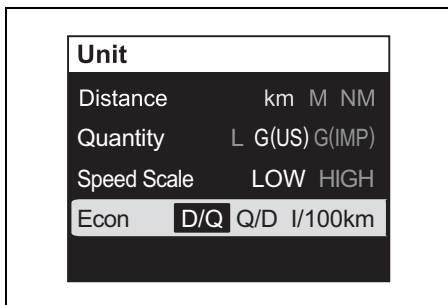 Unit
Distance km M NM
Quantity L G(US) G(IMP)
Speed Scale LOW HIGH
Econ D/Q Q/D l/100km